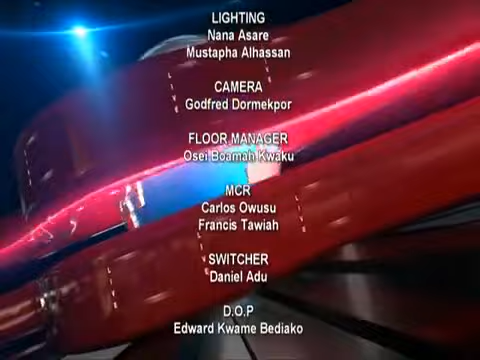 LIGHTING
Nana Asare
Mustapha Alhassan
CAMERA
Godfred Dormekpor
FLOOR MANAGER
Osei Boamah Kwaku
MCR
Carlos Owusu
Francis Tawiah
SWITCHER
Daniel Adu
D.O.P
Edward Kwame Bediako